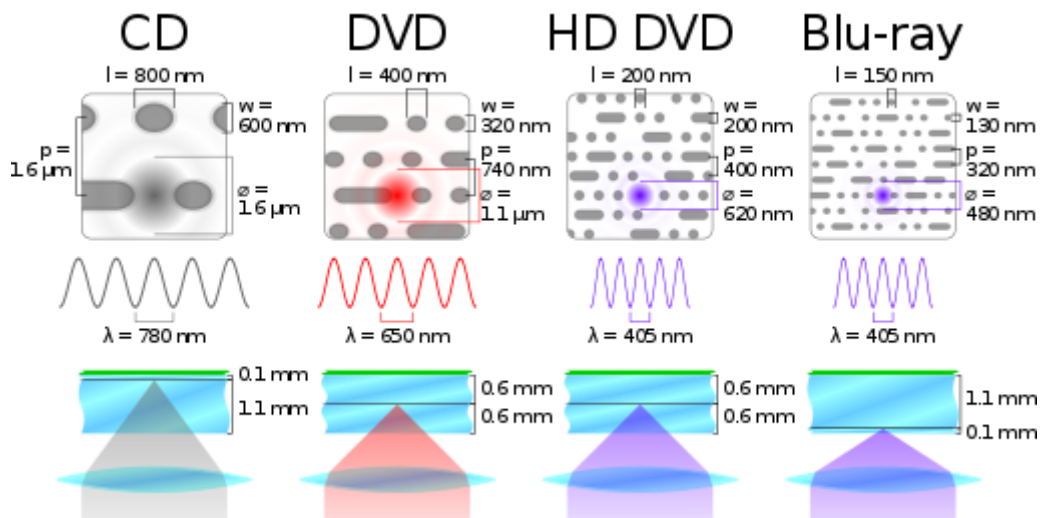 CD
l = 800 nm
w =
600 nm
p =
1.6 µm
⌀ =
1.6 µm
λ = 780 nm
0.1 mm
1.1 mm
DVD
l = 400 nm
w =
320 nm
p =
740 nm
⌀ =
1.1 µm
λ = 650 nm
0.6 mm
0.6 mm
HD DVD
l = 200 nm
w =
200 nm
p =
400 nm
⌀ =
620 nm
λ = 405 nm
0.6 mm
0.6 mm
Blu-ray
l = 150 nm
w =
130 nm
p =
320 nm
⌀ =
480 nm
λ = 405 nm
1.1 mm
0.1 mm